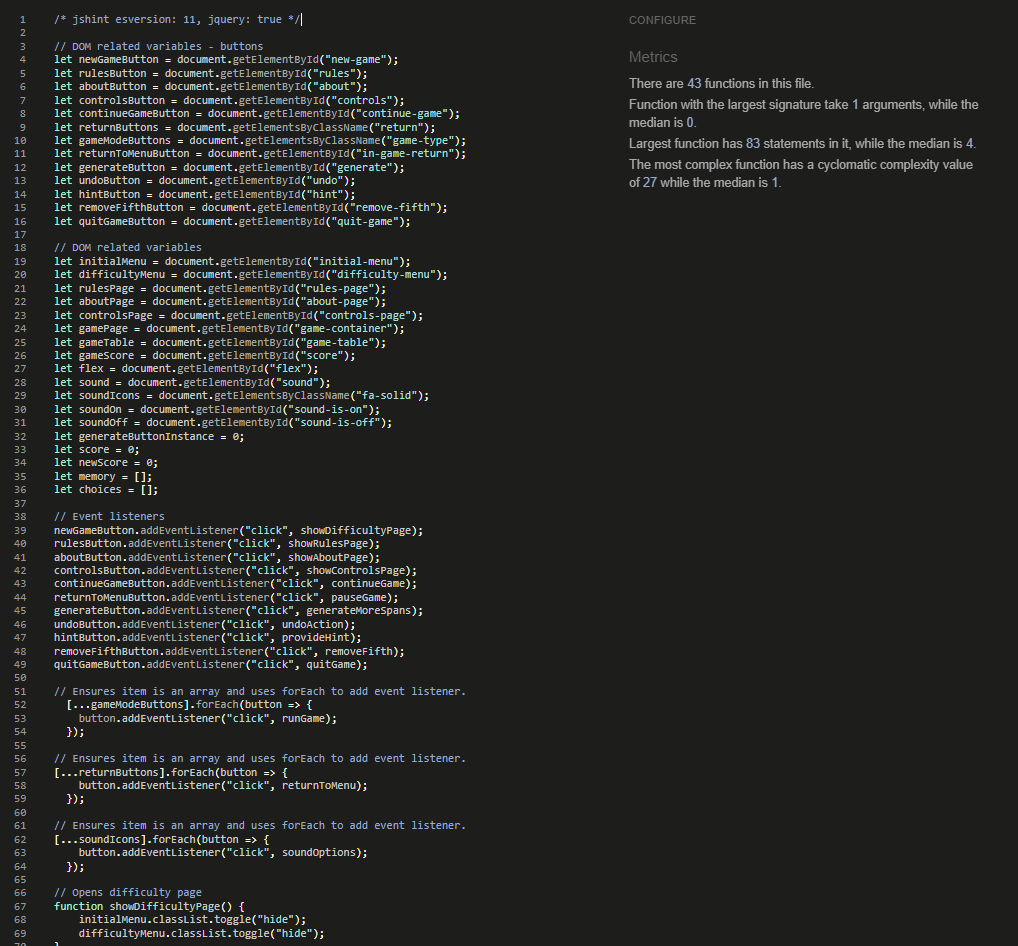 1 /* jshint esversion: 11, jquery: true */
2
3 // DOM related variables - buttons
4 let newGameButton = document.getElementById("new-game");
5 let rulesButton = document.getElementById("rules");
6 let aboutButton = document.getElementById("about");
7 let controlsButton = document.getElementById("controls");
8 let continueGameButton = document.getElementById("continue-game");
9 let returnButtons = document.getElementsByClassName("return");
10 let gameModeButtons = document.getElementsByClassName("game-type");
11 let returnToMenuButton = document.getElementById("in-game-return");
12 let generateButton = document.getElementById("generate");
13 let undoButton = document.getElementById("undo");
14 let hintButton = document.getElementById("hint");
15 let removeFifthButton = document.getElementById("remove-fifth");
16 let quitGameButton = document.getElementById("quit-game");
17
18 // DOM related variables
19 let initialMenu = document.getElementById("initial-menu");
20 let difficultyMenu = document.getElementById("difficulty-menu");
21 let rulesPage = document.getElementById("rules-page");
22 let aboutPage = document.getElementById("about-page");
23 let controlsPage = document.getElementById("controls-page");
24 let gamePage = document.getElementById("game-container");
25 let gameTable = document.getElementById("game-table");
26 let gameScore = document.getElementById("score");
27 let flex = document.getElementById("flex");
28 let sound = document.getElementById("sound");
29 let soundIcons = document.getElementsByClassName("fa-solid");
30 let soundOn = document.getElementById("sound-is-on");
31 let soundOff = document.getElementById("sound-is-off");
32 let generateButtonInstance = 0;
33 let score = 0;
34 let newScore = 0;
35 let memory = [];
36 let choices = [];
37
38 // Event listeners
39 newGameButton.addEventListener("click", showDifficultyPage);
40 rulesButton.addEventListener("click", showRulesPage);
41 aboutButton.addEventListener("click", showAboutPage);
42 controlsButton.addEventListener("click", showControlsPage);
43 continueGameButton.addEventListener("click", continueGame);
44 returnToMenuButton.addEventListener("click", pauseGame);
45 generateButton.addEventListener("click", generateMoreSpans);
46 undoButton.addEventListener("click", undoAction);
47 hintButton.addEventListener("click", provideHint);
48 removeFifthButton.addEventListener("click", removeFifth);
49 quitGameButton.addEventListener("click", quitGame);
50
51 // Ensures item is an array and uses forEach to add event listener.
52 [...gameModeButtons].forEach(button => {
53 button.addEventListener("click", runGame);
54 });
55
56 // Ensures item is an array and uses forEach to add event listener.
57 [...returnButtons].forEach(button => {
58 button.addEventListener("click", returnToMenu);
59 });
60
61 // Ensures item is an array and uses forEach to add event listener.
62 [...soundIcons].forEach(button => {
63 button.addEventListener("click", soundOptions);
64 });
65
66 // Opens difficulty page
67 function showDifficultyPage() {
68 initialMenu.classList.toggle("hide");
69 difficultyMenu.classList.toggle("hide");
70 }
CONFIGURE
Metrics
There are 43 functions in this file.
Function with the largest signature take 1 arguments, while the
median is 0.
Largest function has 83 statements in it, while the median is 4.
The most complex function has a cyclomatic complexity value
of 27 while the median is 1.